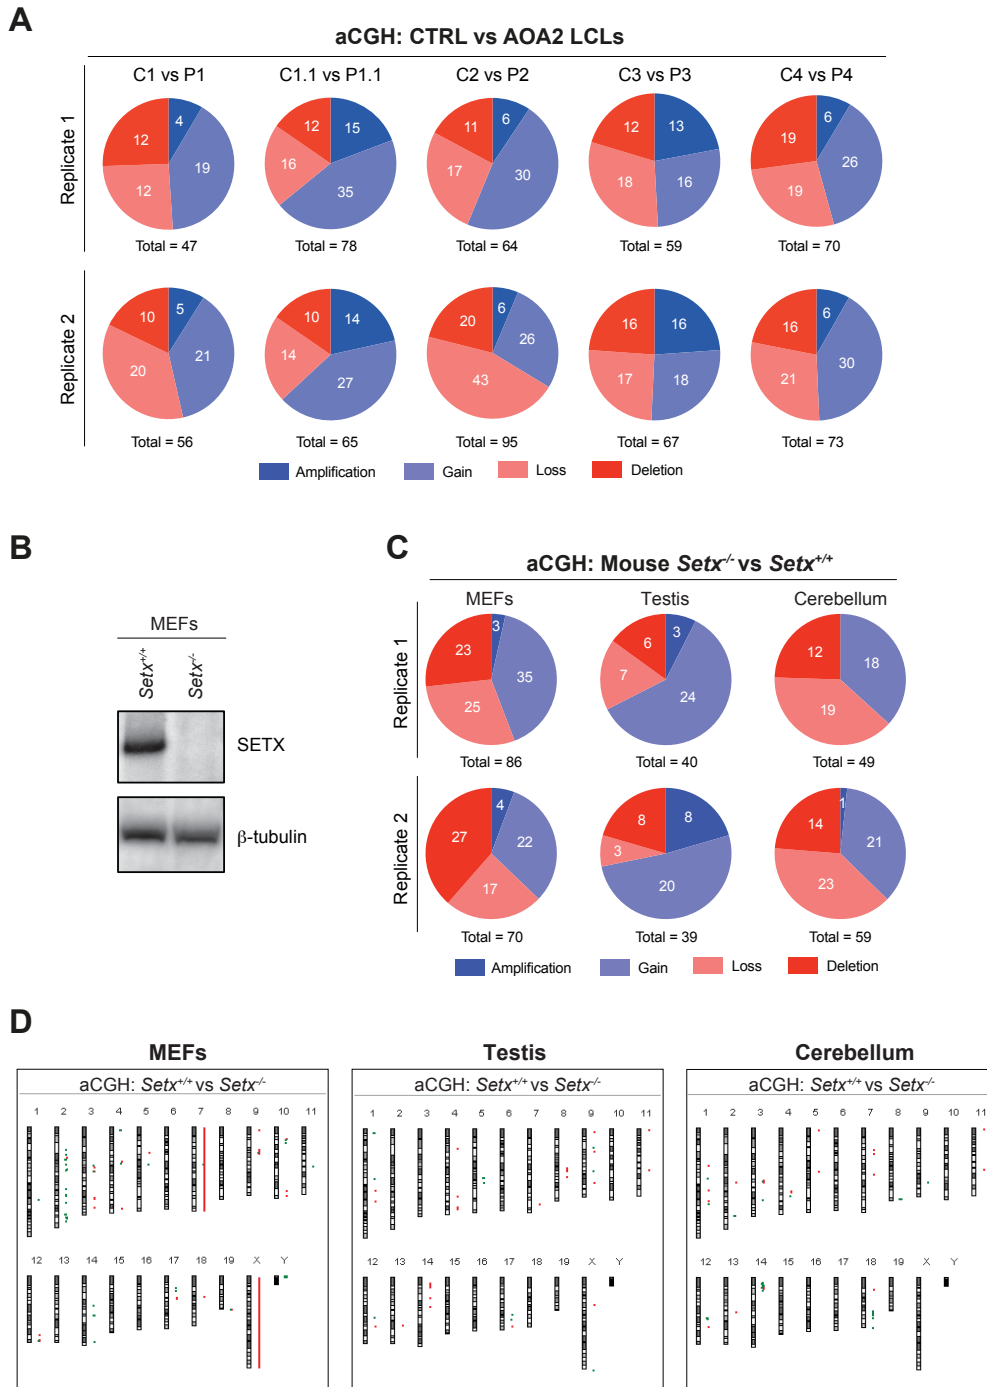 A
aCGH: CTRL vs AOA2 LCLs
C1 vs P1 C1.1 vs P1.1 C2 vs P2 C3 vs P3 C4 vs P4
Replicate 1
12 4 19 12
12 15 35 16
11 6 30 17
12 13 16 18
19 6 26 19
Total = 47 Total = 78 Total = 64 Total = 59 Total = 70
Replicate 2
10 5 21 20
10 14 27 14
20 6 26 43
16 16 18 17
16 6 30 21
Total = 56 Total = 65 Total = 95 Total = 67 Total = 73
Amplification Gain Loss Deletion
B
MEFs
Setx+/+ Setx-/-
SETX
β-tubulin
C
aCGH: Mouse Setx-/- vs Setx+/+
MEFs Testis Cerebellum
Replicate 1
23 3 35 25
6 3 24 7
12 18 19
Total = 86 Total = 40 Total = 49
Replicate 2
27 4 22 17
8 8 20 3
14 1 21 23
Total = 70 Total = 39 Total = 59
Amplification Gain Loss Deletion
D
MEFs
aCGH: Setx+/+ vs Setx-/-
1 2 3 4 5 6 7 8 9 10 11
12 13 14 15 16 17 18 19 X Y
Testis
aCGH: Setx+/+ vs Setx-/-
1 2 3 4 5 6 7 8 9 10 11
12 13 14 15 16 17 18 19 X Y
Cerebellum
aCGH: Setx+/+ vs Setx-/-
1 2 3 4 5 6 7 8 9 10 11
12 13 14 15 16 17 18 19 X Y